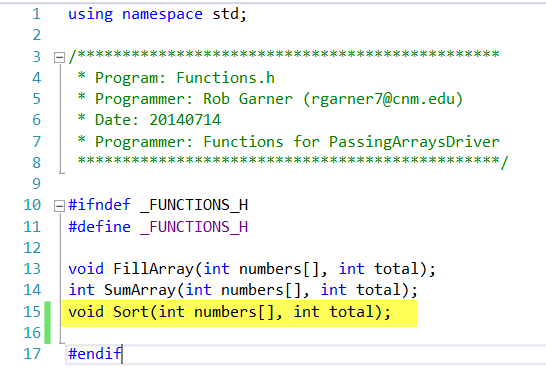 1 using namespace std;
2
3 /***********************************************
4 * Program: Functions.h
5 * Programmer: Rob Garner (rgarner7@cnm.edu)
6 * Date: 20140714
7 * Programmer: Functions for PassingArraysDriver
8 ***********************************************/
9
10 #ifndef _FUNCTIONS_H
11 #define _FUNCTIONS_H
12
13 void FillArray(int numbers[], int total);
14 int SumArray(int numbers[], int total);
15 void Sort(int numbers[], int total);
16
17 #endif